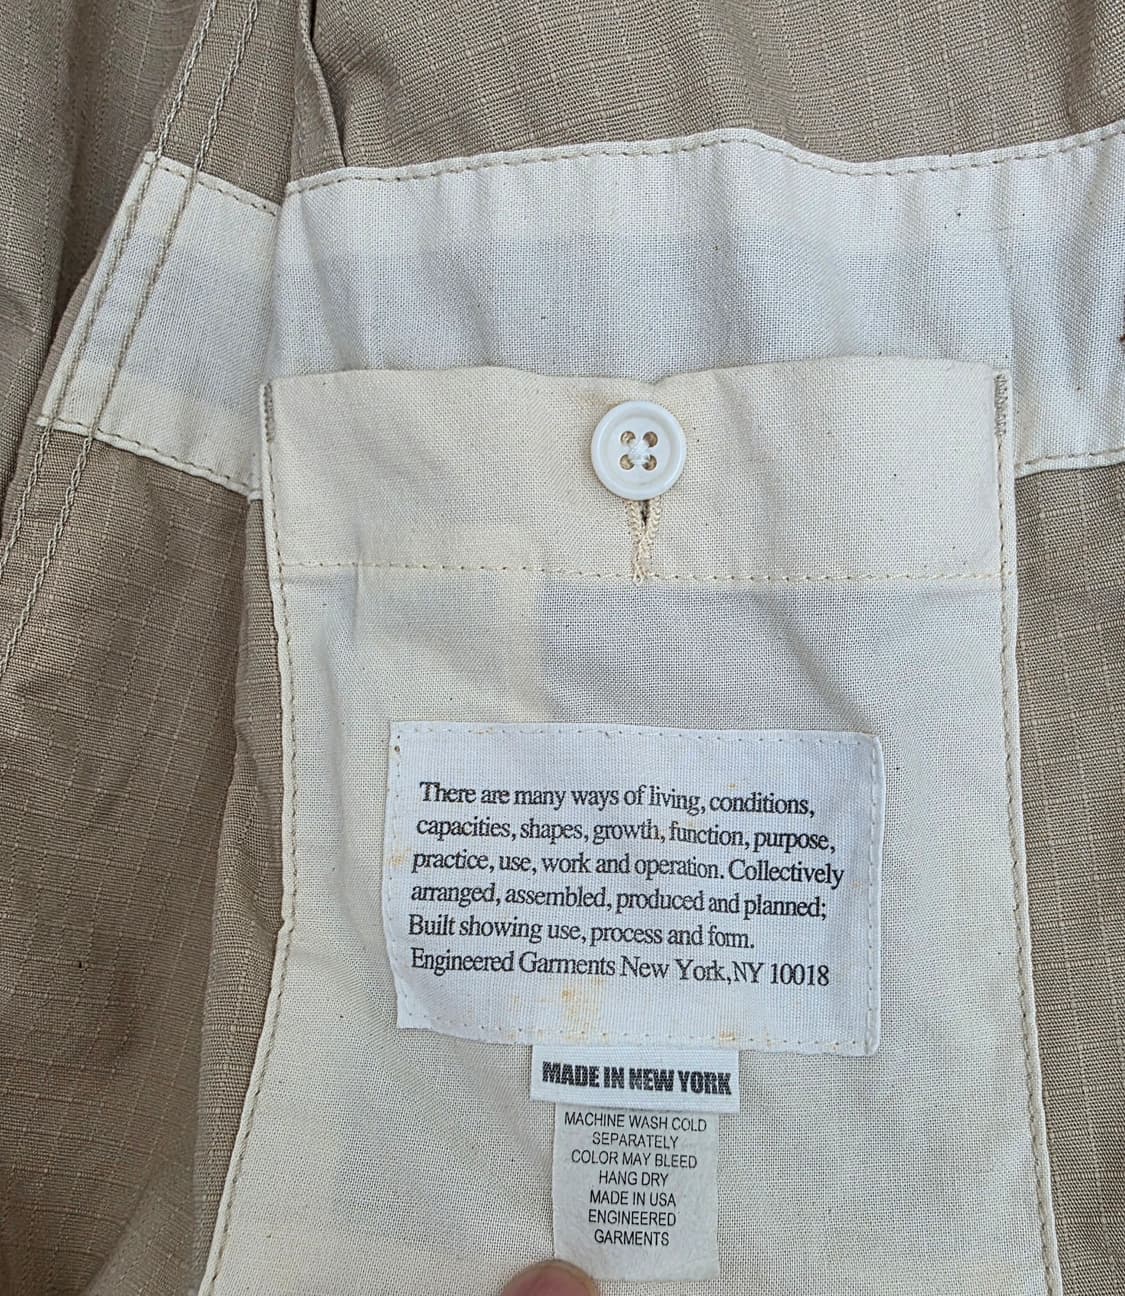 There are many ways of living, conditions,
capacities, shapes, growth, function, purpose,
practice, use, work and operation. Collectively
arranged, assembled, produced and planned;
Built showing use, process and form.
Engineered Garments New York, NY 10018
MADE IN NEW YORK
MACHINE WASH COLD
SEPARATELY
COLOR MAY BLEED
HANG DRY
MADE IN USA
ENGINEERED
GARMENTS